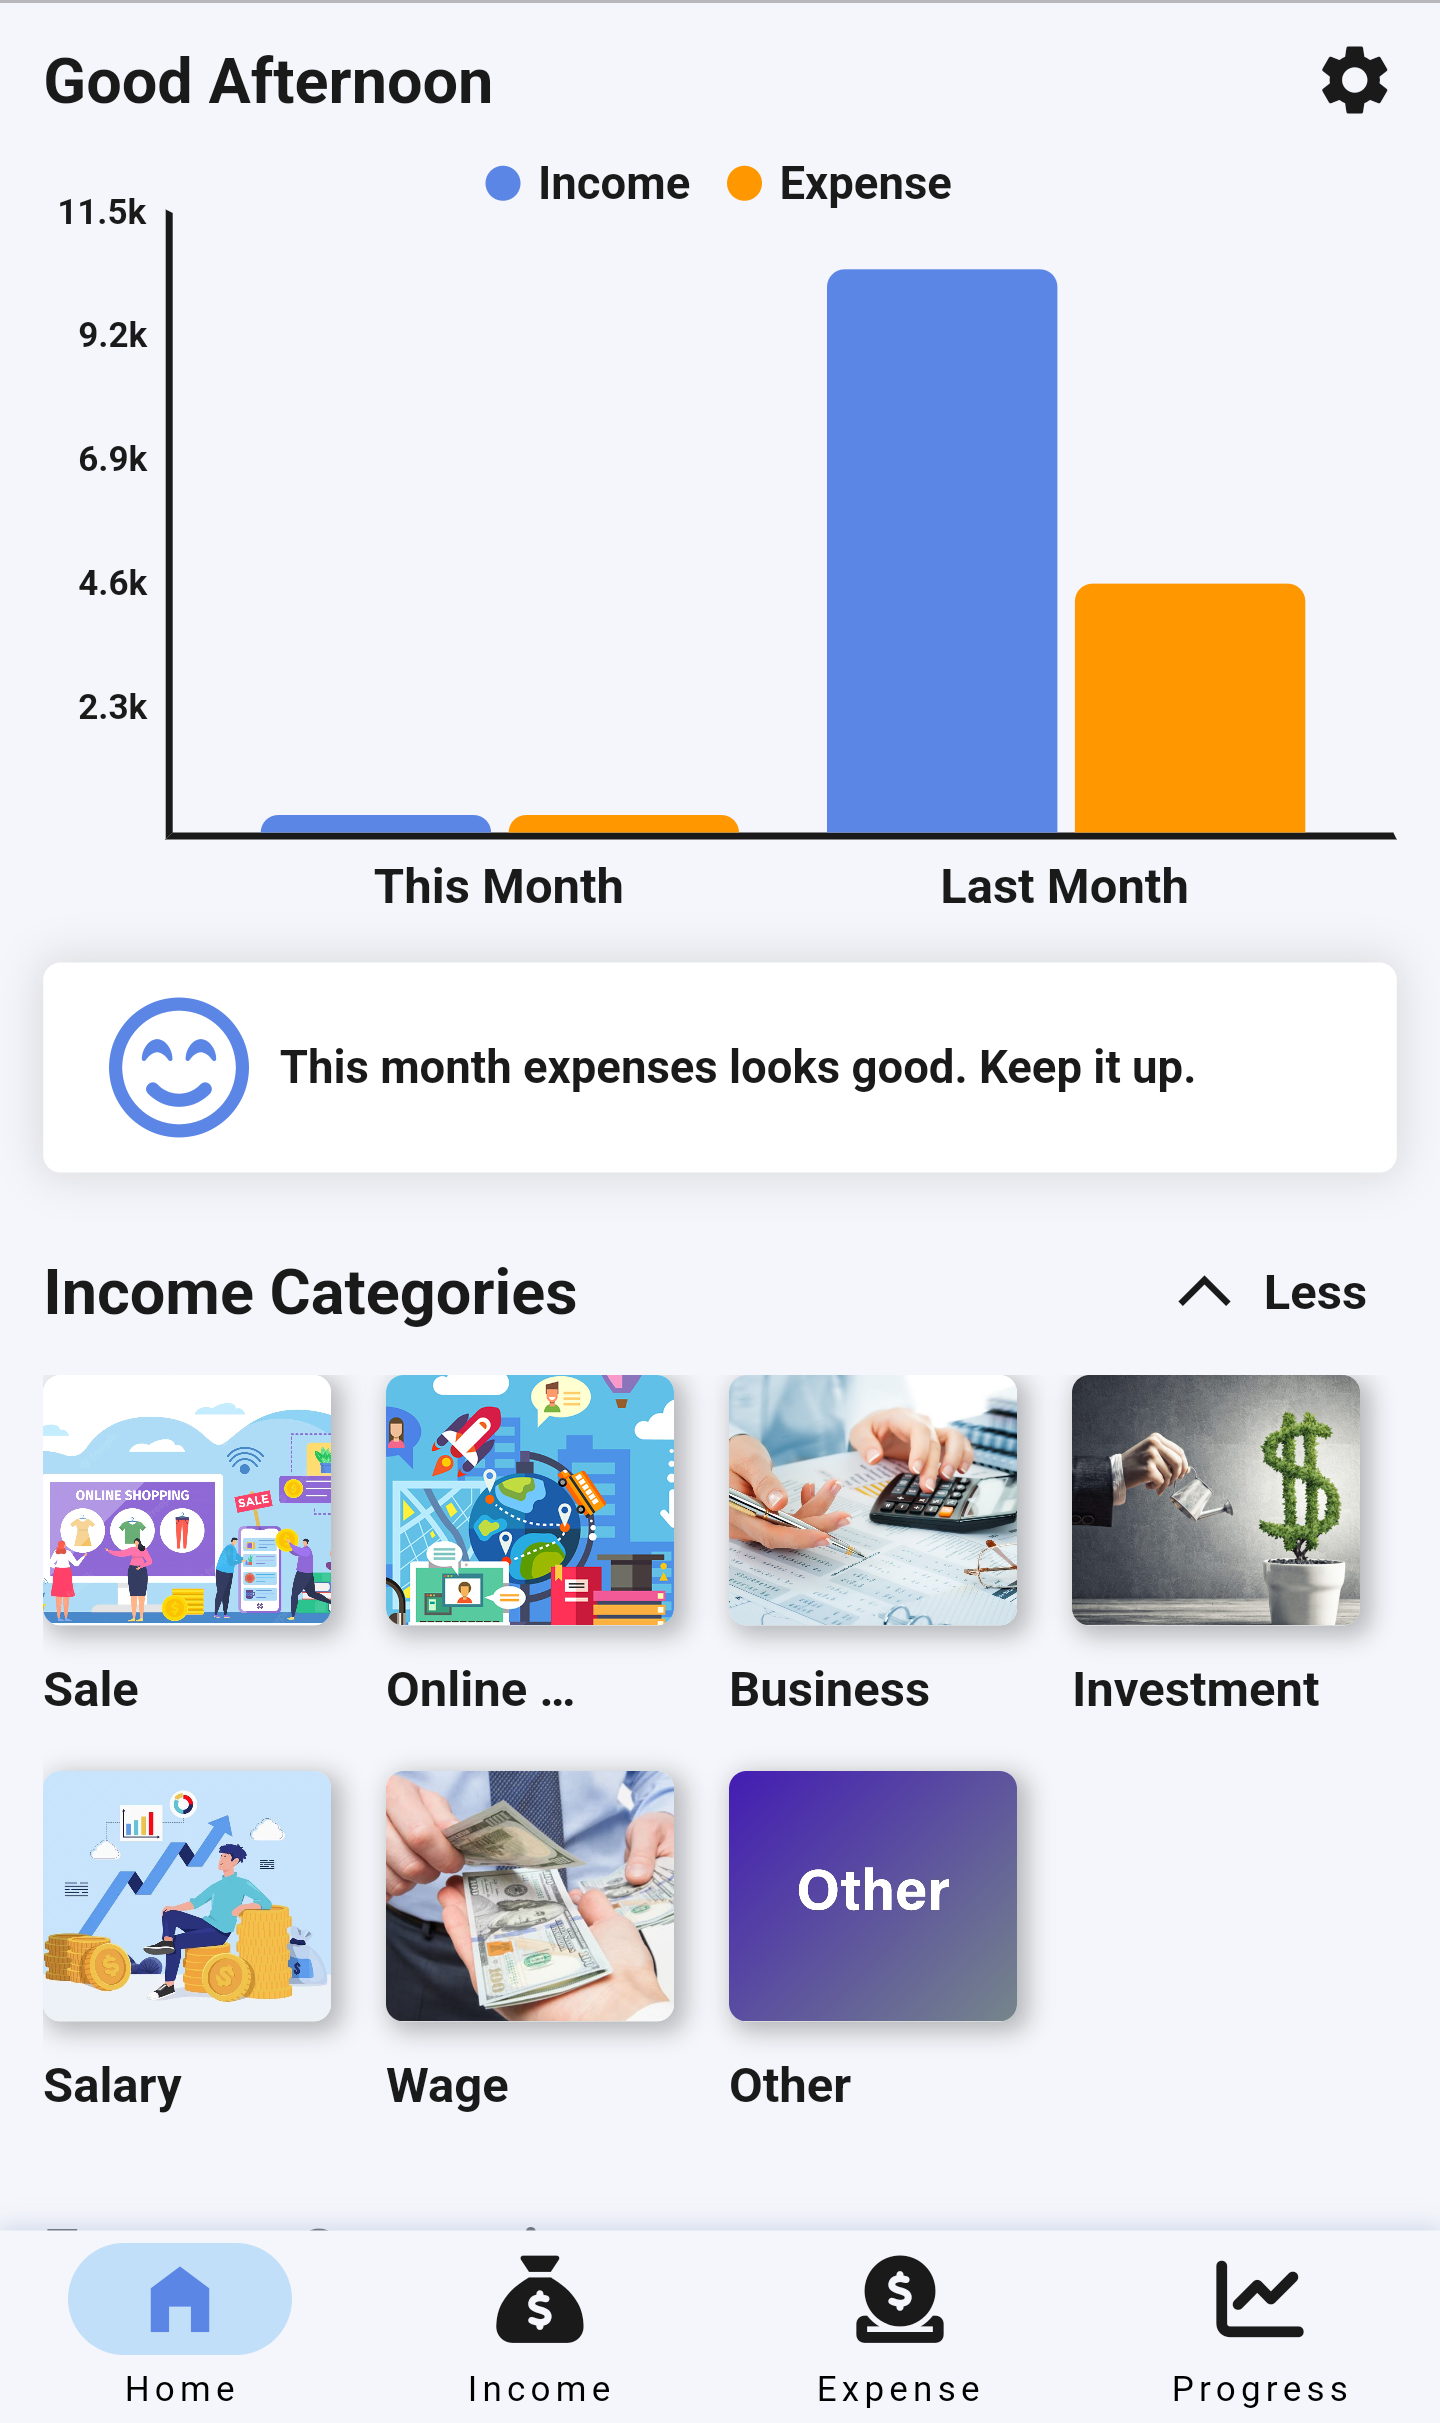 Good Afternoon
Income Expense
11.5k
9.2k
6.9k
4.6k
2.3k
This Month Last Month
This month expenses looks good. Keep it up.
Income Categories Less
ONLINE SHOPPING
SALE
Sale Online ... Business Investment
Other
Salary Wage Other
Home Income Expense Progress